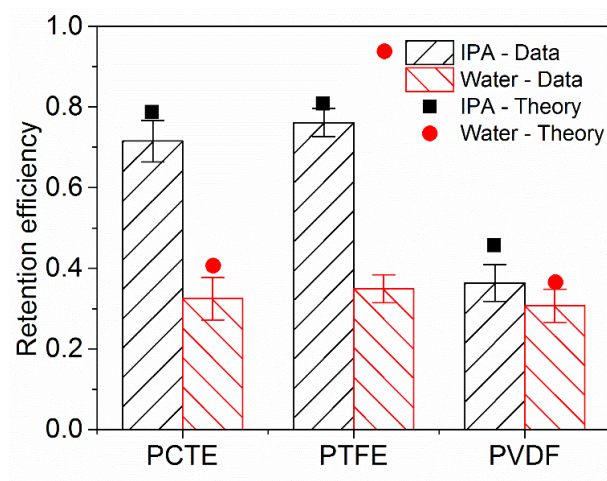 1.0
0.8
0.6
0.4
0.2
0.0
Retention efficiency
IPA - Data
Water - Data
IPA - Theory
Water - Theory
PCTE PTFE PVDF